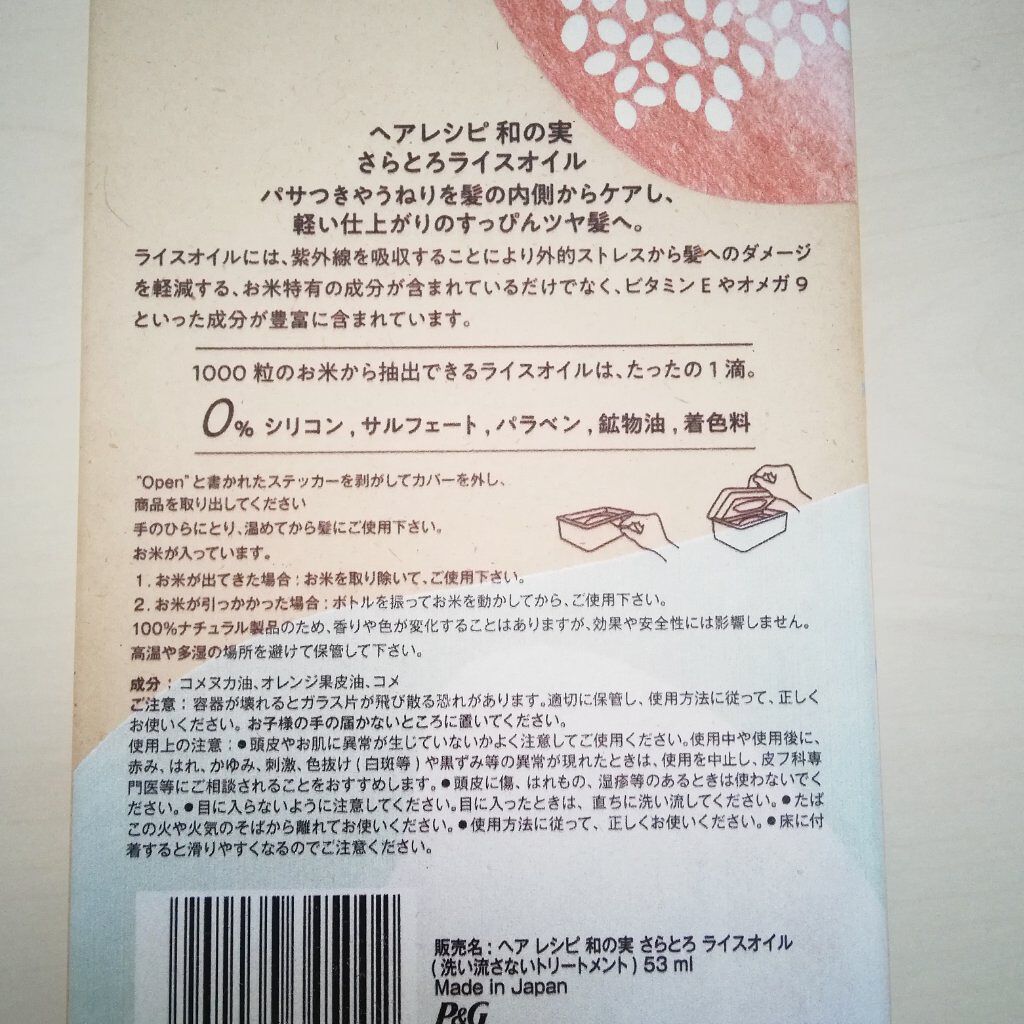 ヘアレシピ 和の実
さらとろライスオイル
パサつきやうねりを髪の内側からケアし、
軽い仕上がりのすっぴんツヤ髪へ。
ライスオイルには、紫外線を吸収することにより外的ストレスから髪へのダメージ
を軽減する、お米特有の成分が含まれているだけでなく、ビタミンEやオメガ9
といった成分が豊富に含まれています。
1000 粒のお米から抽出できるライスオイルは、たったの1滴。
0% シリコン, サルフェート, パラベン, 鉱物油, 着色料
"Open"と書かれたステッカーを剥がしてカバーを外し、
商品を取り出してください
手のひらにとり、温めてから髪にご使用下さい。
お米が入っています。
1. お米が出てきた場合:お米を取り除いて、ご使用下さい。
2. お米が引っかかった場合:ボトルを振ってお米を動かしてから、ご使用下さい。
100%ナチュラル製品のため、香りや色が変化することはありますが、効果や安全性には影響しません。
高温や多湿の場所を避けて保管して下さい。
成分:コメヌカ油、オレンジ果皮油、コメ
ご注意:容器が壊れるとガラス片が飛び散る恐れがあります。適切に保管し、使用方法に従って、正しく
お使いください。お子様の手の届かないところに置いてください。
使用上の注意:●頭皮やお肌に異常が生じていないかよく注意してご使用ください。使用中や使用後に、
赤み、はれ、かゆみ、刺激、色抜け(白斑等)や黒ずみ等の異常が現れたときは、使用を中止し、皮フ科専
門医等にご相談されることをおすすめします。●頭皮に傷、はれもの、湿疹等のあるときは使わないでく
ださい。●目に入らないように注意してください。目に入ったときは、直ちに洗い流してください。●たば
この火や火気のそばから離れてお使いください。●使用方法に従って、正しくお使いください。●床に付
着すると滑りやすくなるのでご注意ください。
販売名:ヘア レシピ 和の実 さらとろ ライスオイル
(洗い流さないトリートメント) 53 ml
Made in Japan
P&G